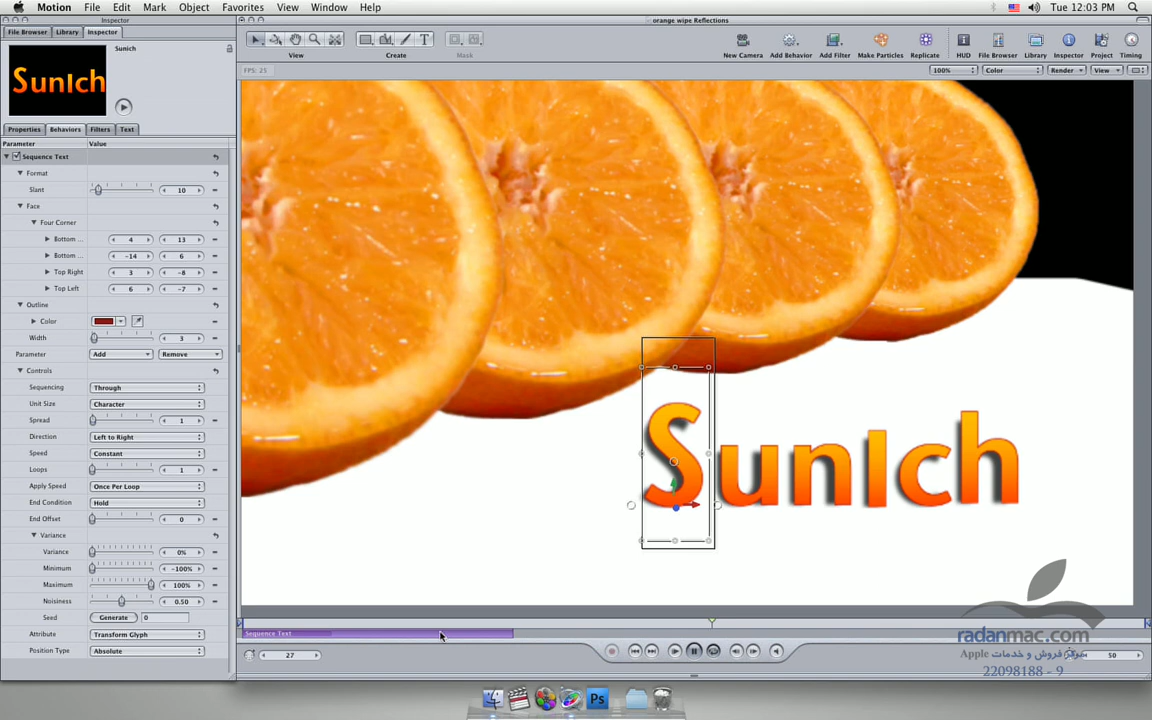 Motion File Edit Mark Object Favorites View Window Help Tue 12:03 PM
Inspector
orange wipe Reflections
File Browser Library Inspector
Sunich
SunIch
View Create Mask New Camera Add Behavior Add Filter Make Particles Replicate HUD File Browser Library Inspector Project Timing
FPS: 25 100% Color Render View
Properties Behaviors Filters Text
Parameter Value
Sequence Text
Format
Slant 10
Face
Four Corner
Bottom ... 4 13
Bottom ... -14 6
Top Right 3 -8
Top Left 6 -7
Outline
Color
Width 3
Parameter Add Remove
Controls
Sequencing Through
Unit Size Character
Spread 1
Direction Left to Right
Speed Constant
Loops 1
Apply Speed Once Per Loop
End Condition Hold
End Offset 0
Variance
Variance 0%
Minimum -100%
Maximum 100%
Noisiness 0.50
Seed Generate 0
Attribute Transform Glyph
Position Type Absolute
SunIch
Sequence Text
27
50
radanmac.com
مرکز فروش و خدمات Apple
22098188 - 9
Ps